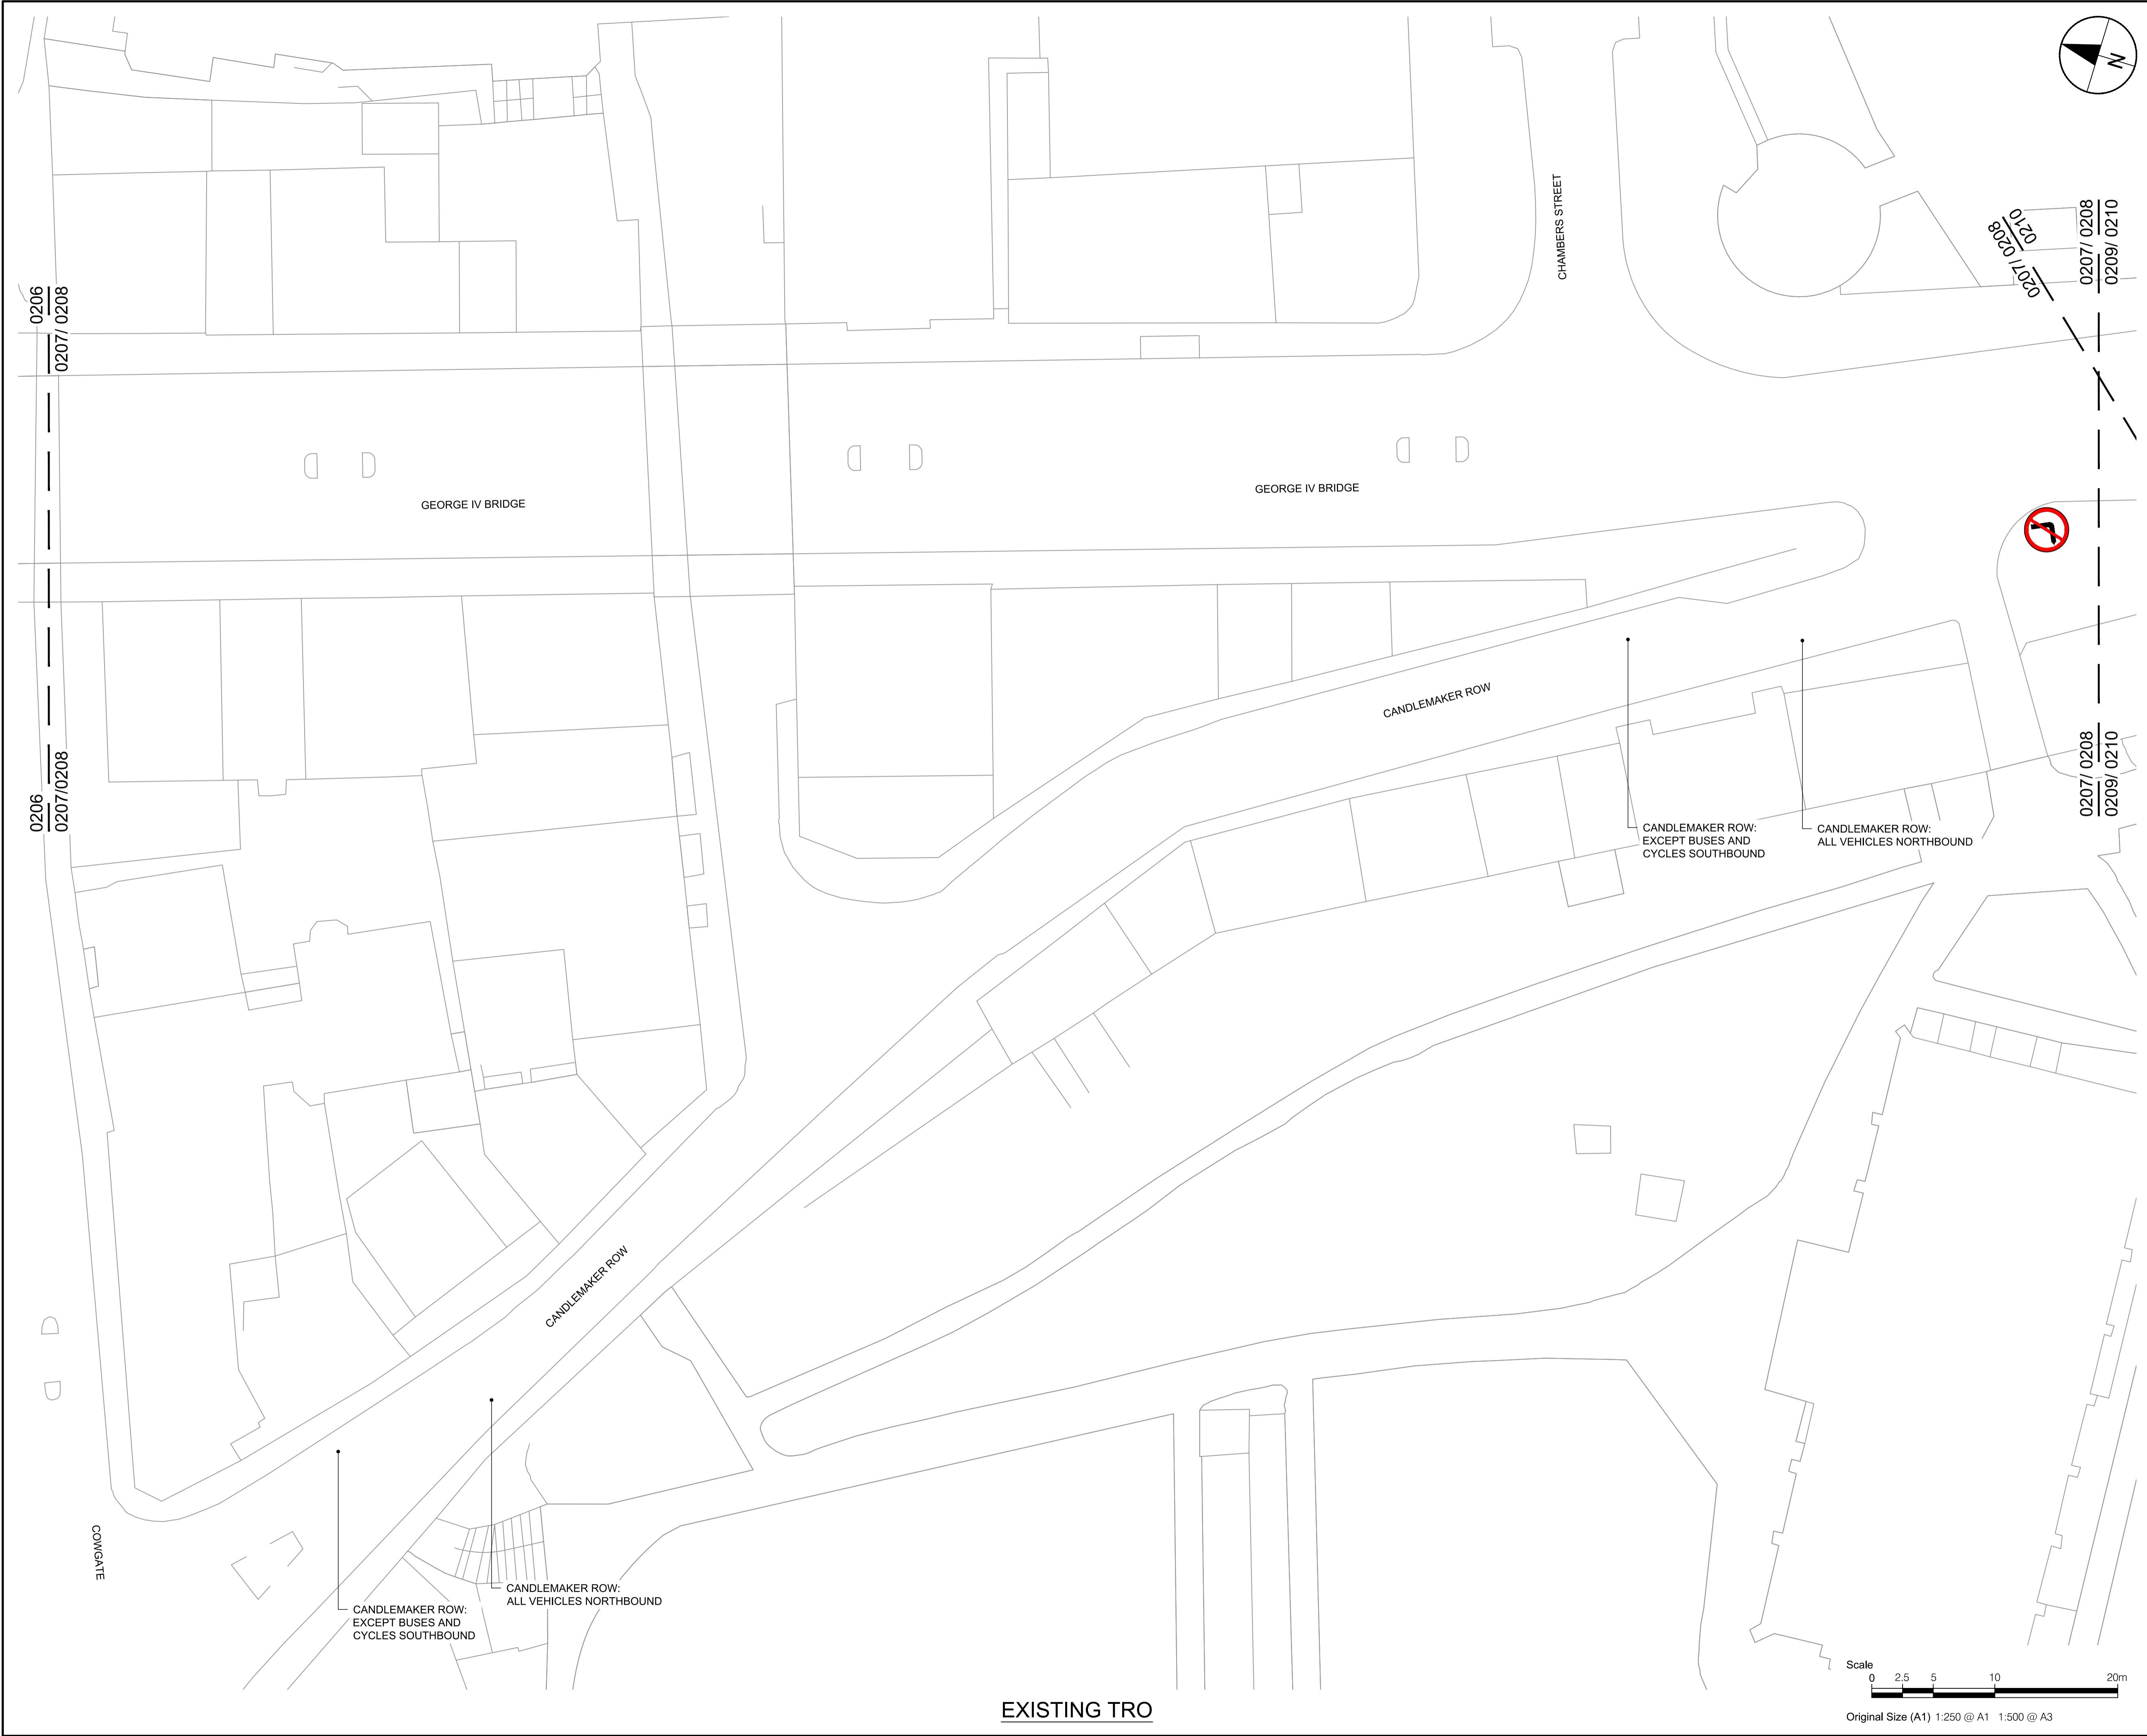 N
CHAMBERS STREET
0206
0207/ 0208
0207/ 0208
0210
0207/ 0208
0209/ 0210
GEORGE IV BRIDGE
GEORGE IV BRIDGE
CANDLEMAKER ROW
0206
0207/0208
0207/ 0208
0209/ 0210
CANDLEMAKER ROW:
EXCEPT BUSES AND
CYCLES SOUTHBOUND
CANDLEMAKER ROW:
ALL VEHICLES NORTHBOUND
CANDLEMAKER ROW
COWGATE
CANDLEMAKER ROW:
EXCEPT BUSES AND
CYCLES SOUTHBOUND
CANDLEMAKER ROW:
ALL VEHICLES NORTHBOUND
EXISTING TRO
Scale
0 2.5 5 10 20m
Original Size (A1) 1:250 @ A1 1:500 @ A3